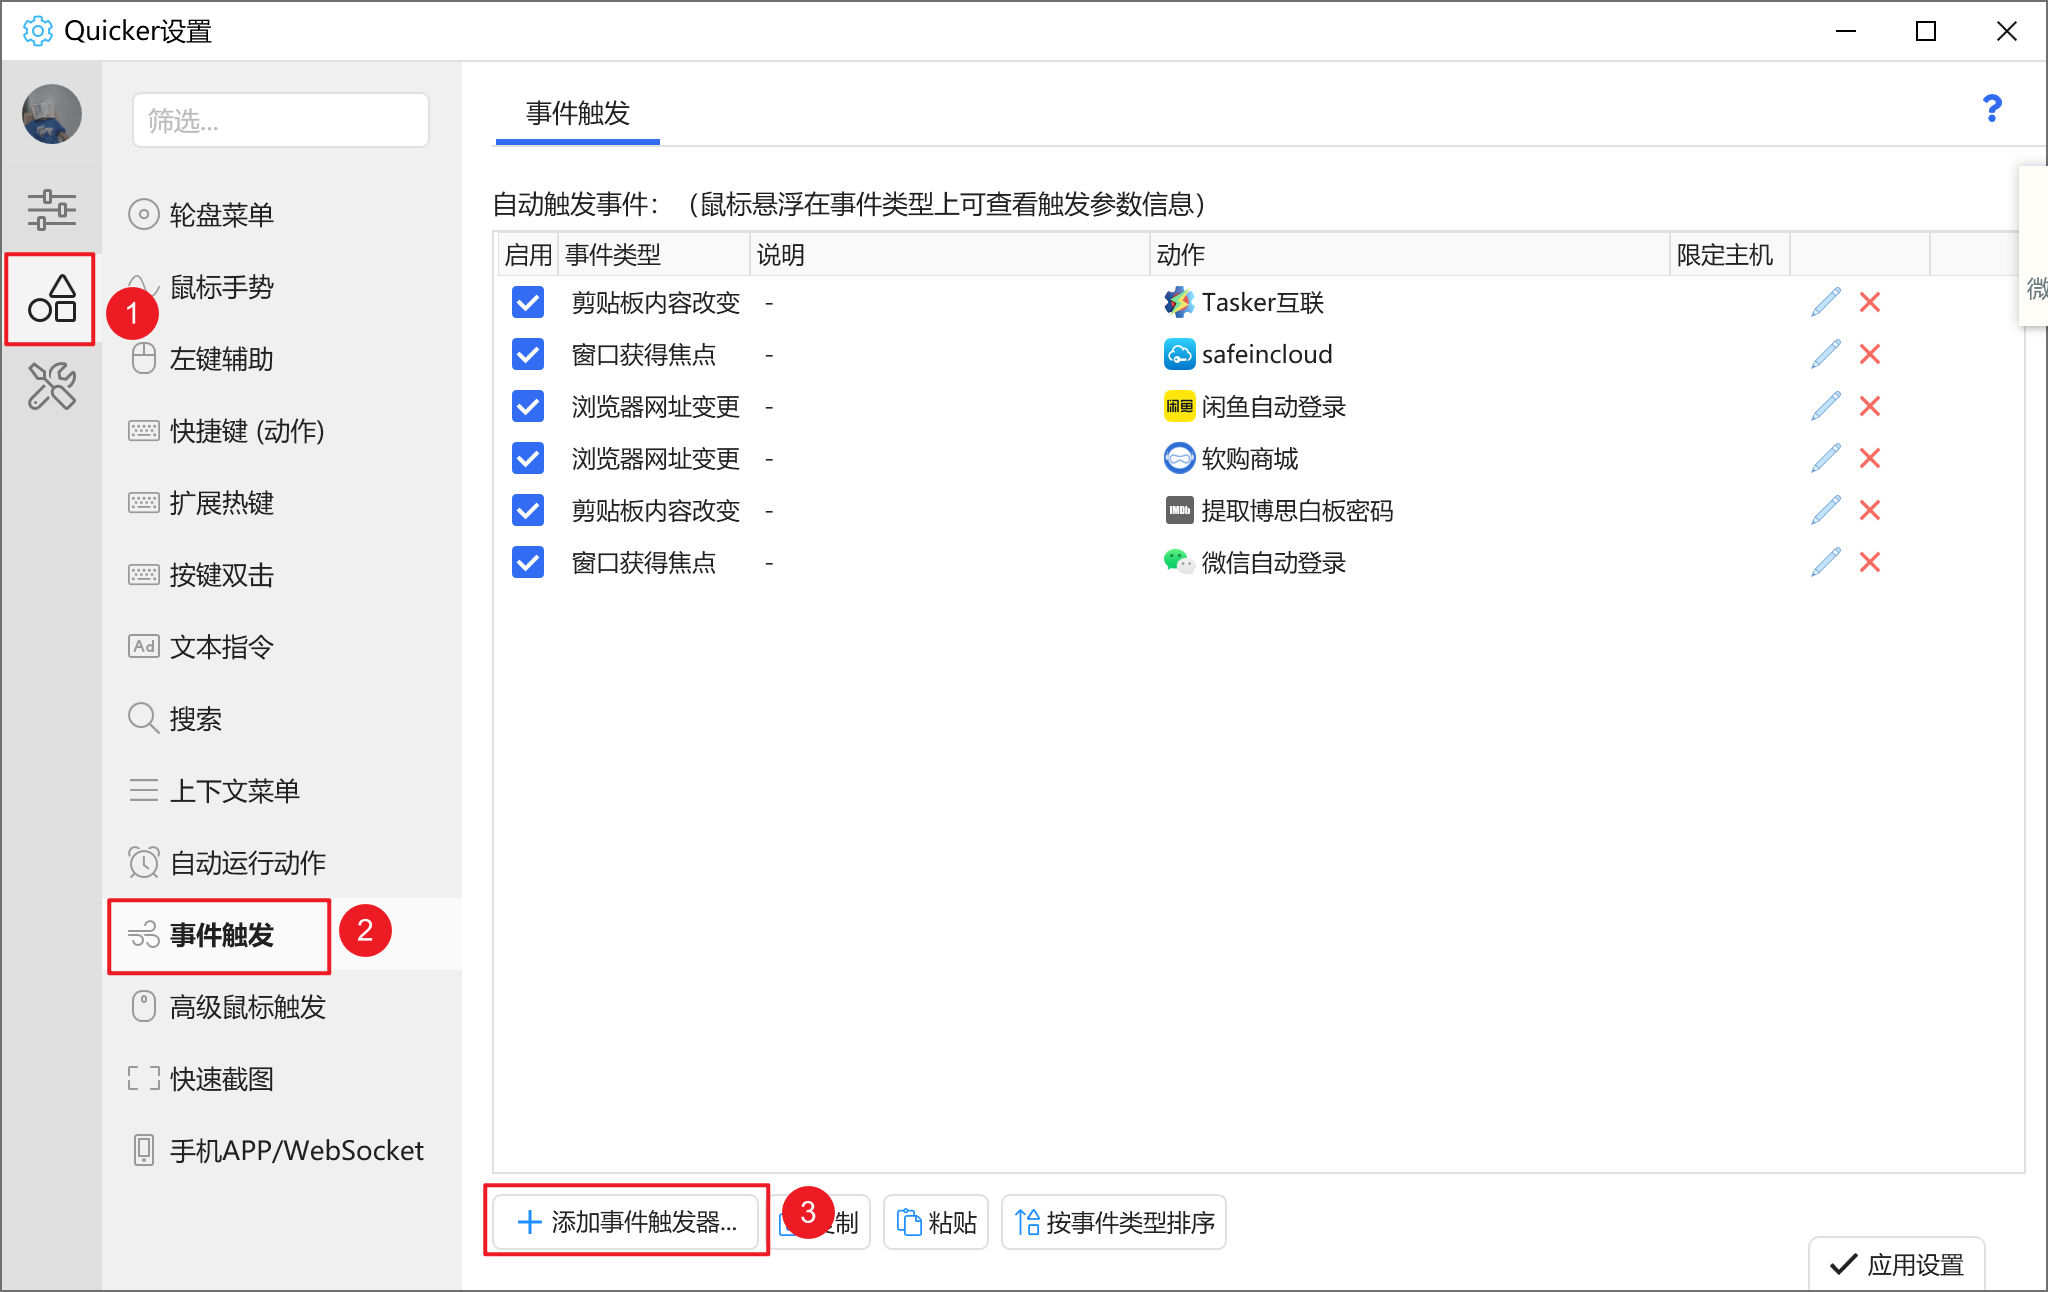 Quicker设置
筛选...
轮盘菜单
鼠标手势
1
左键辅助
快捷键 (动作)
扩展热键
按键双击
Ad 文本指令
搜索
上下文菜单
自动运行动作
事件触发
2
高级鼠标触发
快速截图
手机APP/WebSocket
事件触发
?
自动触发事件：（鼠标悬浮在事件类型上可查看触发参数信息）
启用 事件类型 说明 动作 限定主机
剪贴板内容改变 - Tasker互联
窗口获得焦点 - safeincloud
浏览器网址变更 - 闲鱼 闲鱼自动登录
浏览器网址变更 - 软购商城
剪贴板内容改变 - IMDb 提取博思白板密码
窗口获得焦点 - 微信自动登录
微
添加事件触发器... 3 制 粘贴 按事件类型排序
应用设置